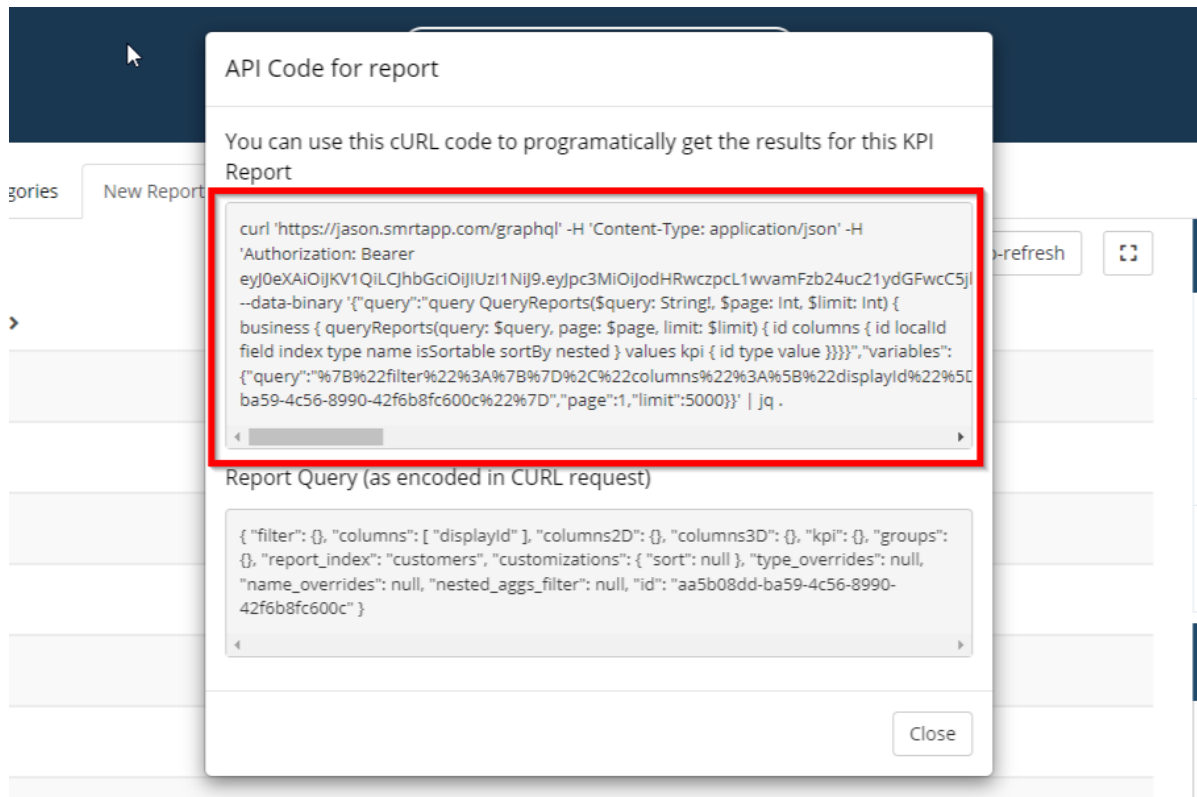 API Code for report
You can use this cURL code to programatically get the results for this KPI
Report
gories
New Report
curl 'https://jason.smrtapp.com/graphql' -H 'Content-Type: application/json' -H
'Authorization: Bearer
eyJ0eXAiOiJKV1QiLCJhbGciOiJIUzI1NiJ9.eyJpc3MiOiJodHRwczpcL1wvamFzb24uc21ydGFwcC5j
--data-binary '{"query":"query QueryReports($query: String!, $page: Int, $limit: Int) {
business { queryReports(query: $query, page: $page, limit: $limit) { id columns { id localId
field index type name isSortable sortBy nested } values kpi { id type value }}}}","variables":
{"query":"%7B%22filter%22%3A%7B%7D%2C%22columns%22%3A%5B%22displayId%22%5D
ba59-4c56-8990-42f6b8fc600c%22%7D","page":1,"limit":5000}}' | jq .
o-refresh
Report Query (as encoded in CURL request)
{ "filter": {}, "columns": [ "displayId" ], "columns2D": {}, "columns3D": {}, "kpi": {}, "groups":
{}, "report_index": "customers", "customizations": { "sort": null }, "type_overrides": null,
"name_overrides": null, "nested_aggs_filter": null, "id": "aa5b08dd-ba59-4c56-8990-
42f6b8fc600c" }
Close